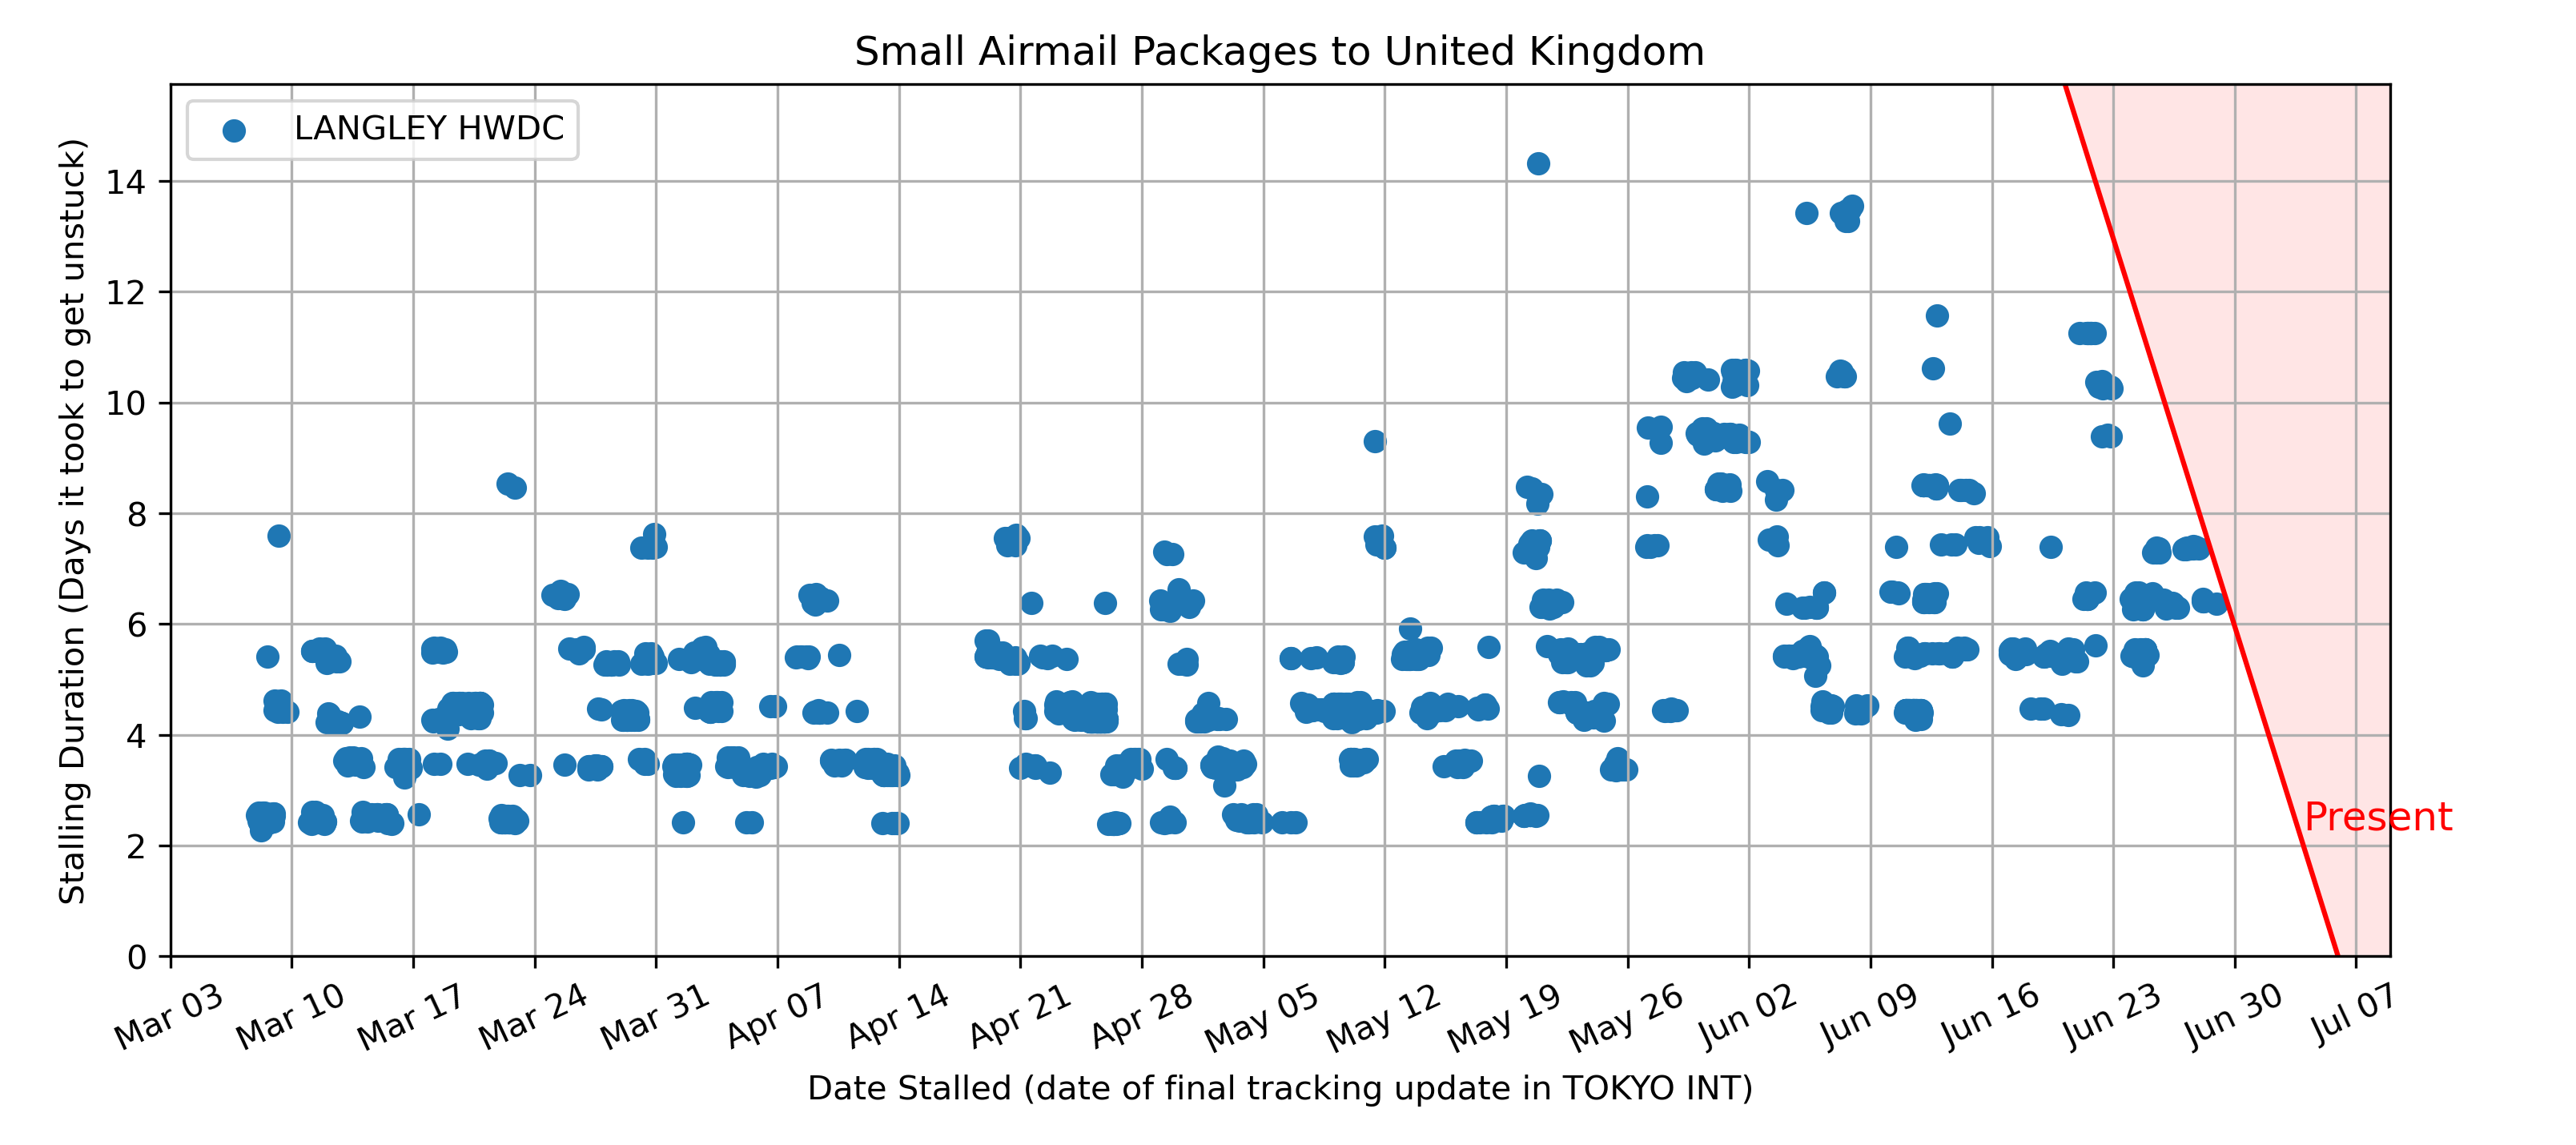 Small Airmail Packages to United Kingdom
LANGLEY HWDC
Stalling Duration (Days it took to get unstuck)
14
12
10
8
6
4
2
0
Present
Mar 03
Mar 10
Mar 17
Mar 24
Mar 31
Apr 07
Apr 14
Apr 21
Apr 28
May 05
May 12
May 19
May 26
Jun 02
Jun 09
Jun 16
Jun 23
Jun 30
Jul 07
Date Stalled (date of final tracking update in TOKYO INT)